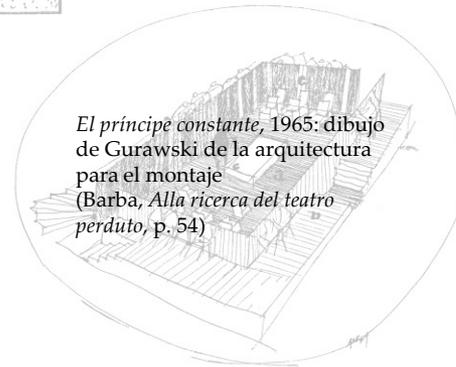 El príncipe constante, 1965: dibujo
de Gurawski de la arquitectura
para el montaje
(Barba, Alla ricerca del teatro
perduto, p. 54)